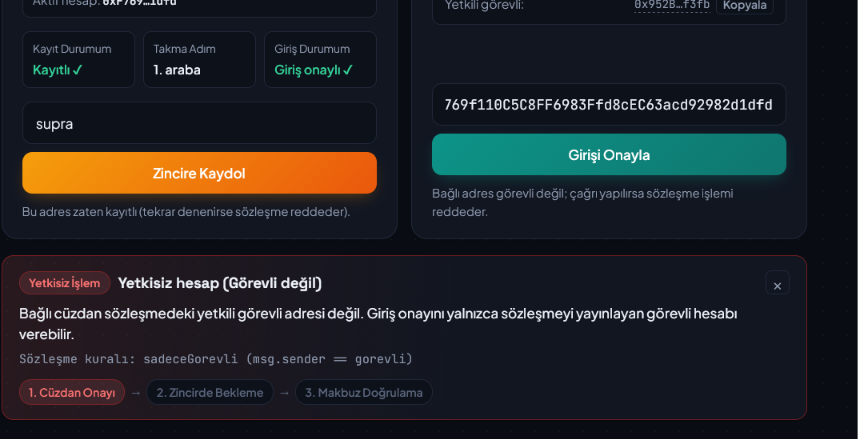 Yetkili görevli:
0x952B…f3fb
Kopyala
Kayıt Durumum
Kayıtlı ✓
Takma Adım
1. araba
Giriş Durumum
Giriş onaylı ✓
supra
Zincire Kaydol
Bu adres zaten kayıtlı (tekrar denenirse sözleşme reddeder).
769f110C5C8FF6983Ffd8cEC63acd92982d1dfd
Girişi Onayla
Bağlı adres görevli değil; çağrı yapılırsa sözleşme işlemi
reddeder.
Yetkisiz İşlem
Yetkisiz hesap (Görevli değil)
×
Bağlı cüzdan sözleşmedeki yetkili görevli adresi değil. Giriş onayını yalnızca sözleşmeyi yayınlayan görevli hesabı
verebilir.
Sözleşme kuralı: sadeceGorevli (msg.sender == gorevli)
1. Cüzdan Onayı → 2. Zincirde Bekleme → 3. Makbuz Doğrulama